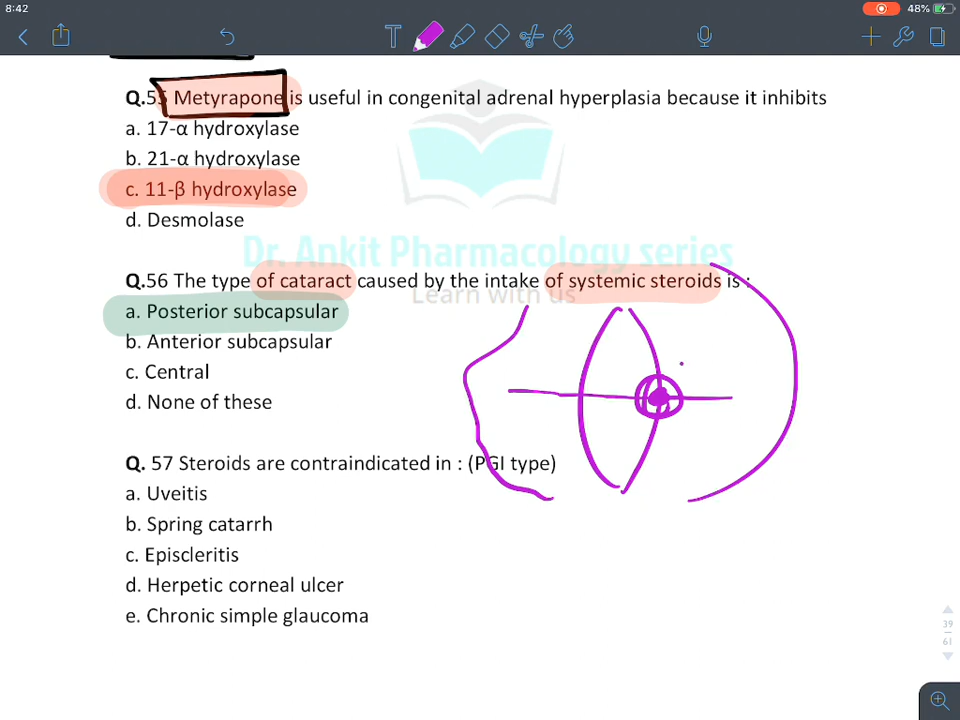 8:42
48%
T
Q.55 Metyrapone is useful in congenital adrenal hyperplasia because it inhibits
a. 17-α hydroxylase
b. 21-α hydroxylase
c. 11-β hydroxylase
d. Desmolase
Dr. Ankit Pharmacology series
Learn with us
Q.56 The type of cataract caused by the intake of systemic steroids is :
a. Posterior subcapsular
b. Anterior subcapsular
c. Central
d. None of these
Q. 57 Steroids are contraindicated in : (PGI type)
a. Uveitis
b. Spring catarrh
c. Episcleritis
d. Herpetic corneal ulcer
e. Chronic simple glaucoma
39
61